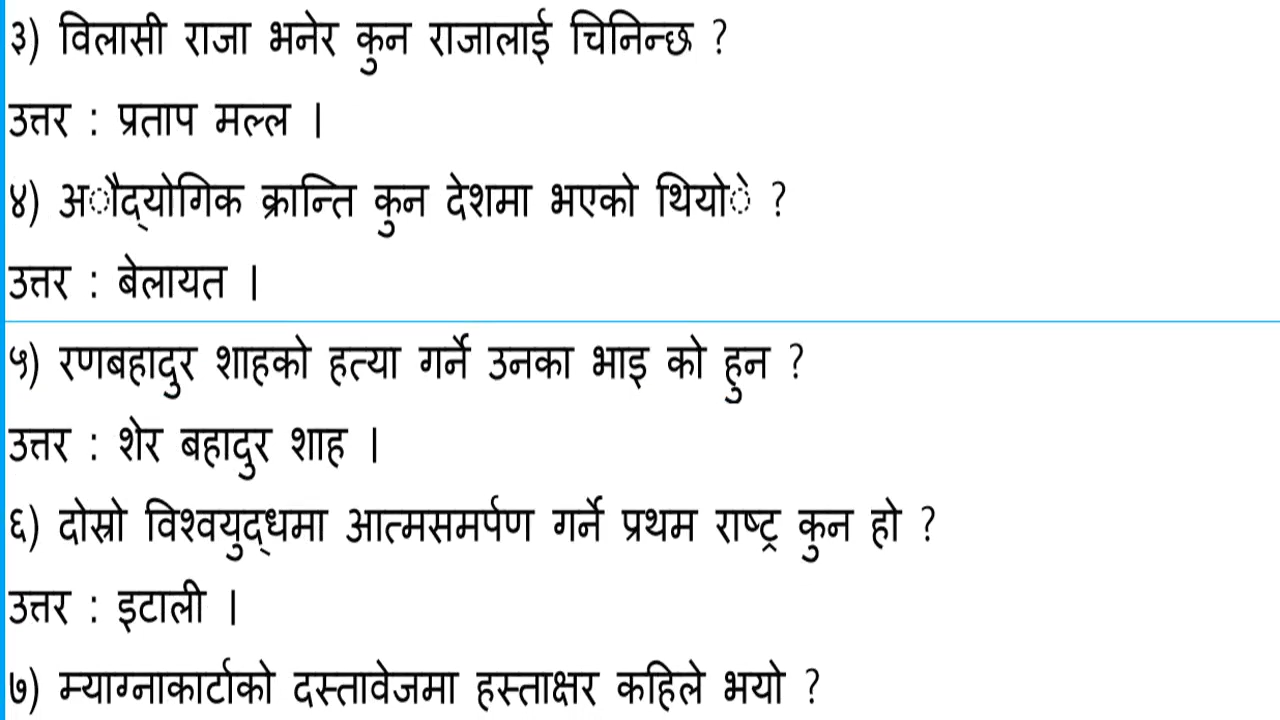 ३) विलासी राजा भनेर कुन राजालाई चिनिन्छ ?
उत्तर : प्रताप मल्ल ।
४) अौद्योगिक क्रान्ति कुन देशमा भएको थियोे ?
उत्तर : बेलायत ।
५) रणबहादुर शाहको हत्या गर्ने उनका भाइ को हुन ?
उत्तर : शेर बहादुर शाह ।
६) दोस्रो विश्वयुद्धमा आत्मसमर्पण गर्ने प्रथम राष्ट्र कुन हो ?
उत्तर : इटाली ।
७) म्याग्नाकार्टाको दस्तावेजमा हस्ताक्षर कहिले भयो ?